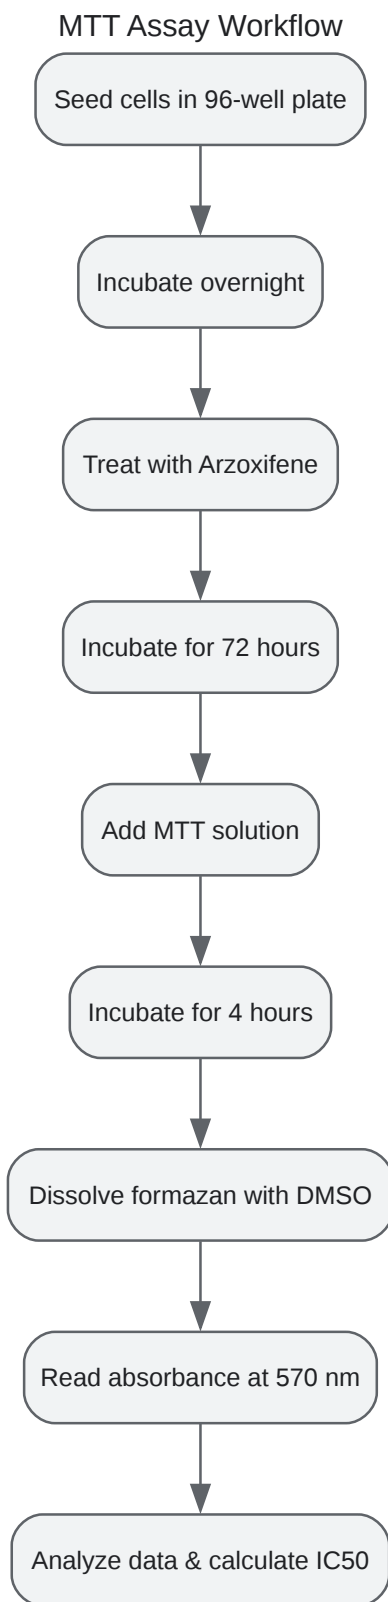 MTT Assay Workflow
Seed cells in 96-well plate
Incubate overnight
Treat with Arzoxifene
Incubate for 72 hours
Add MTT solution
Incubate for 4 hours
Dissolve formazan with DMSO
Read absorbance at 570 nm
Analyze data & calculate IC50